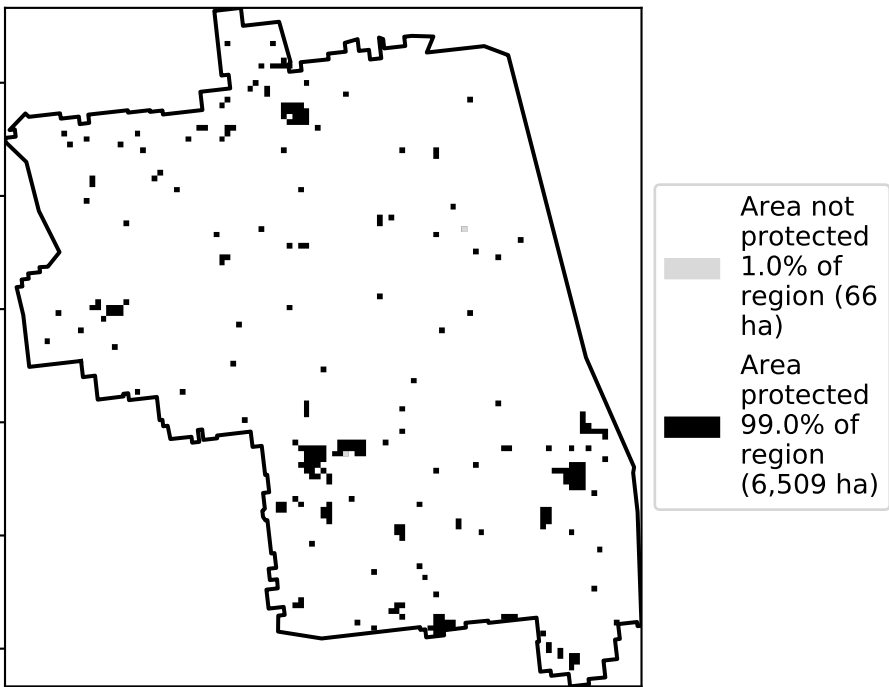 Area not
protected
1.0% of
region (66
ha)
Area
protected
99.0% of
region
(6,509 ha)